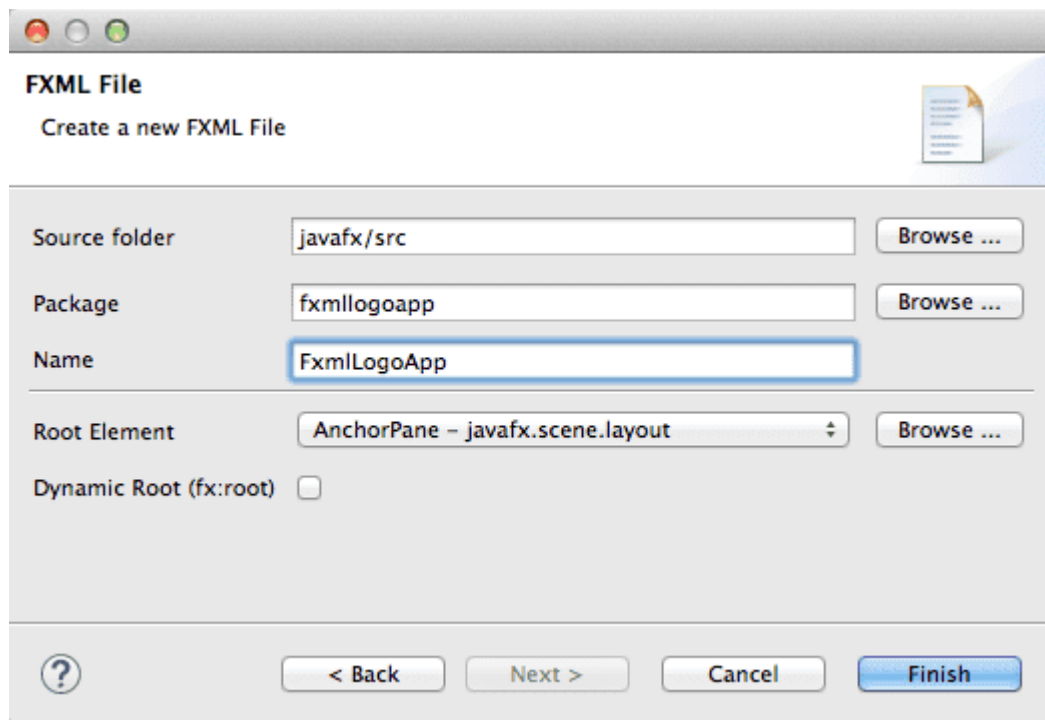 FXML File
Create a new FXML File
Source folder javafx/src Browse ...
Package fxmllogoapp Browse ...
Name FxmlLogoApp
Root Element AnchorPane – javafx.scene.layout Browse ...
Dynamic Root (fx:root)
? < Back Next > Cancel Finish